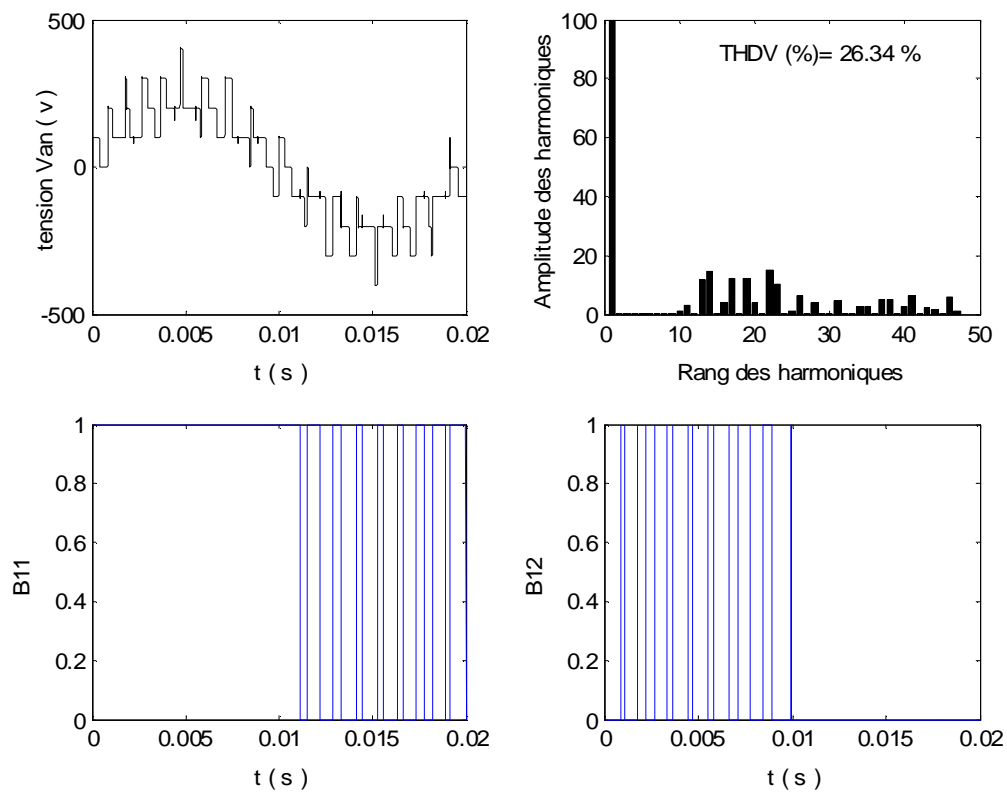 500
0
-500
tension Van ( v )
0 0.005 0.01 0.015 0.02
t ( s )
THDV (%)= 26.34 %
100
80
60
40
20
0
Amplitude des harmoniques
0 10 20 30 40 50
Rang des harmoniques
1
0.8
0.6
0.4
0.2
0
B11
0 0.005 0.01 0.015 0.02
t ( s )
1
0.8
0.6
0.4
0.2
0
B12
0 0.005 0.01 0.015 0.02
t ( s )